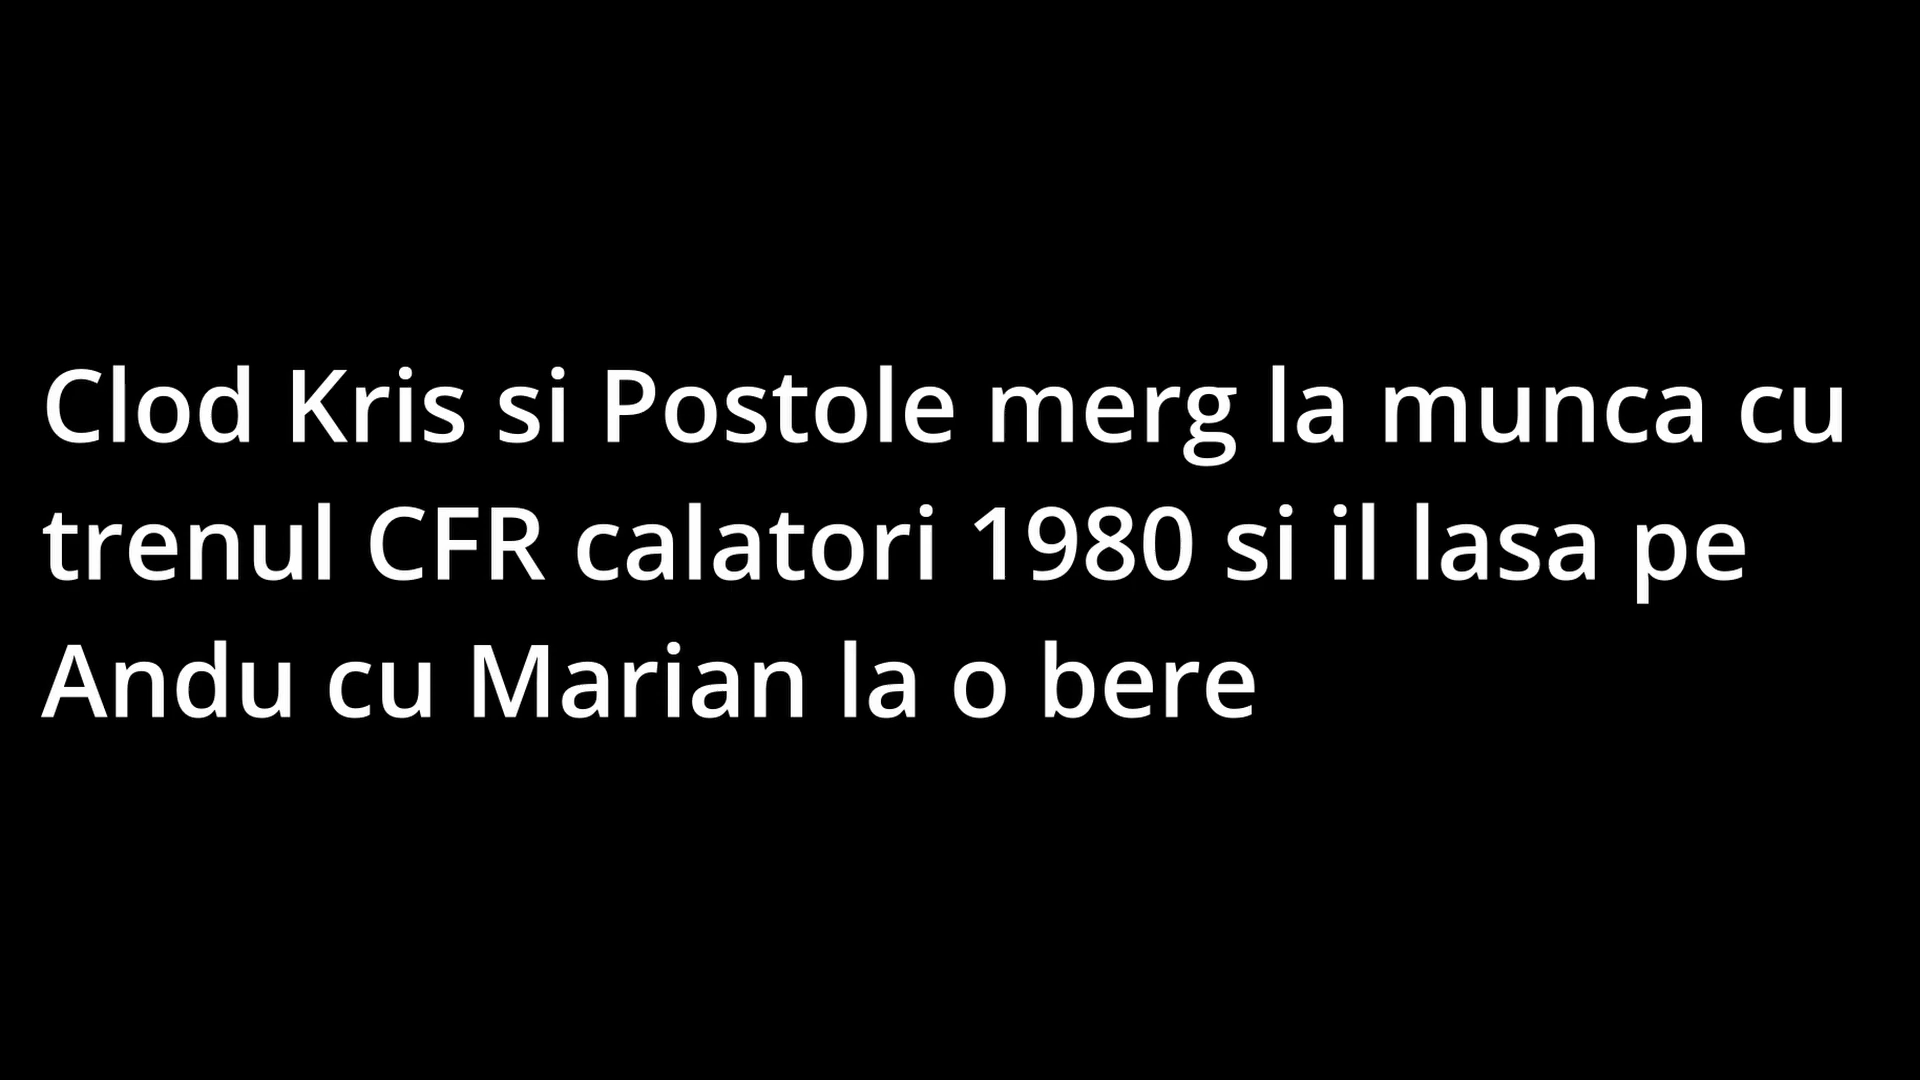 Clod Kris si Postole merg la munca cu
trenul CFR calatori 1980 si il lasa pe
Andu cu Marian la o bere